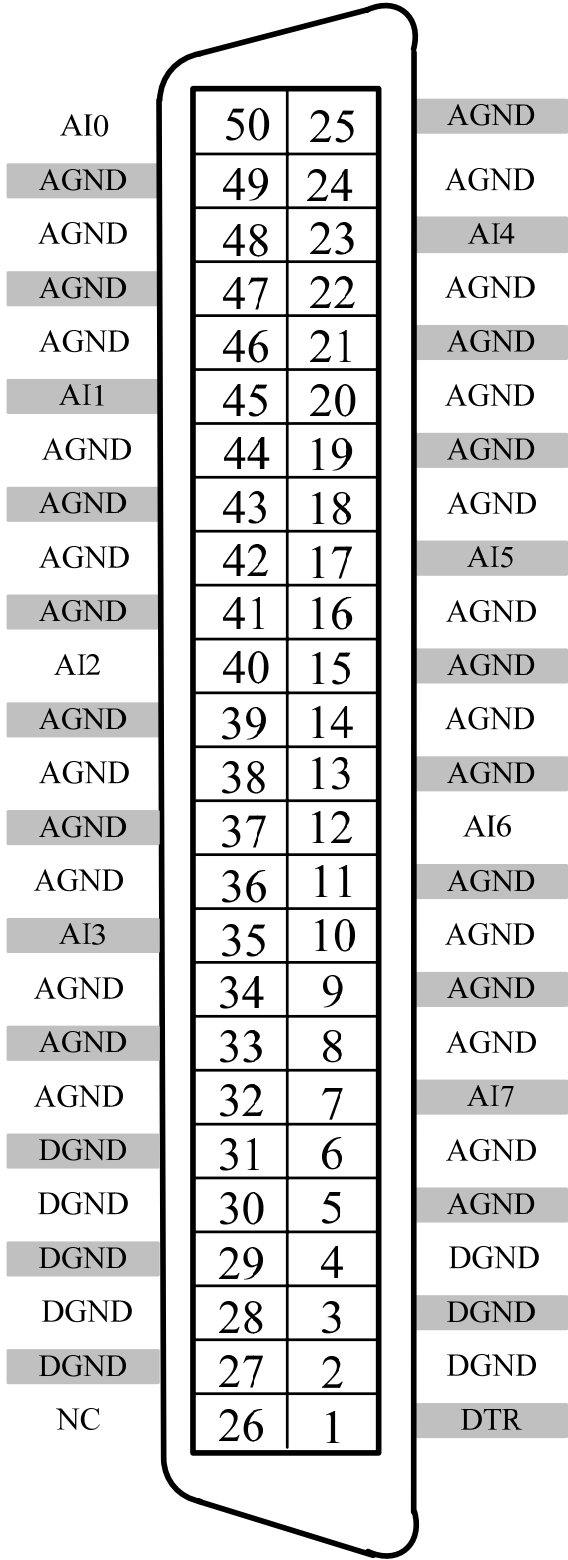 AI0 50 25 AGND
AGND 49 24 AGND
AGND 48 23 AI4
AGND 47 22 AGND
AGND 46 21 AGND
AI1 45 20 AGND
AGND 44 19 AGND
AGND 43 18 AGND
AGND 42 17 AI5
AGND 41 16 AGND
AI2 40 15 AGND
AGND 39 14 AGND
AGND 38 13 AGND
AGND 37 12 AI6
AGND 36 11 AGND
AI3 35 10 AGND
AGND 34 9 AGND
AGND 33 8 AGND
AGND 32 7 AI7
DGND 31 6 AGND
DGND 30 5 AGND
DGND 29 4 DGND
DGND 28 3 DGND
DGND 27 2 DGND
NC 26 1 DTR